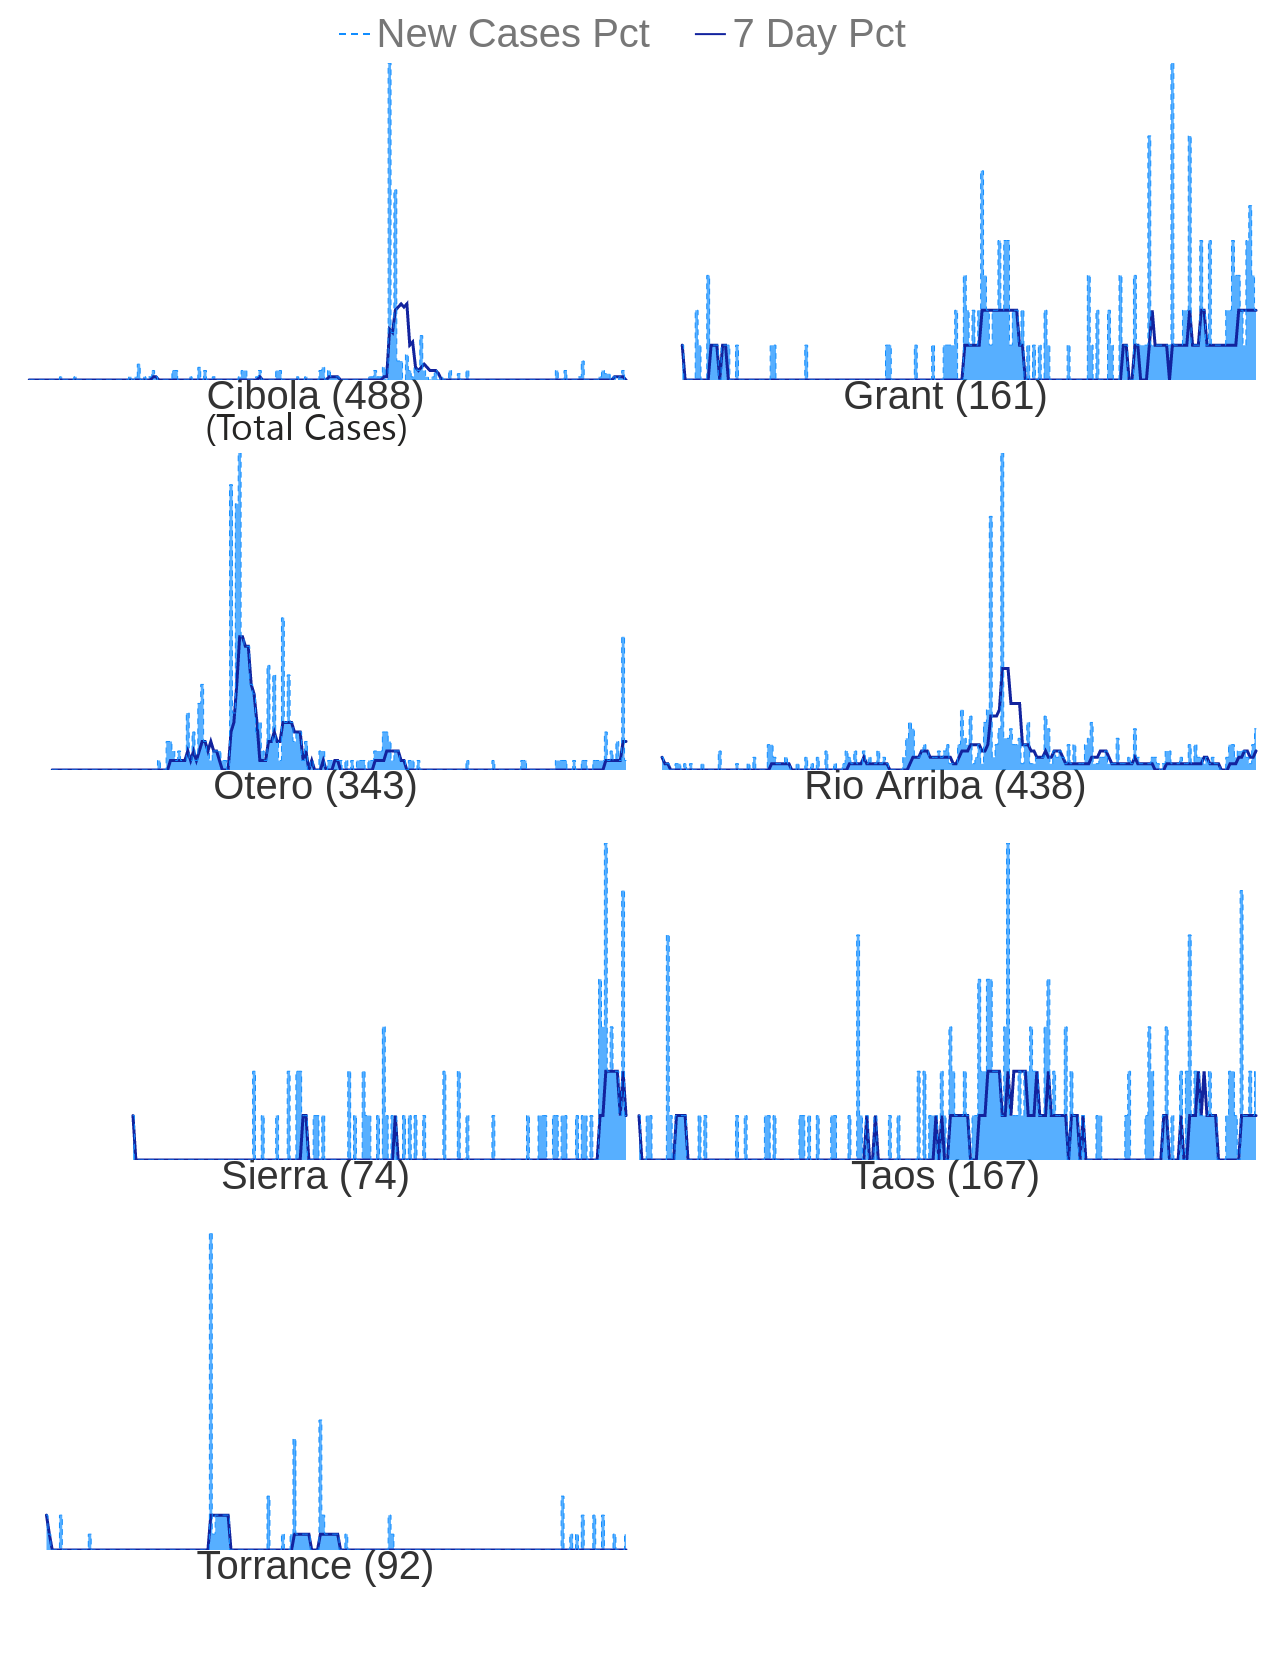 New Cases Pct 7 Day Pct
Cibola (488) Grant (161)
(Total Cases)
Otero (343) Rio Arriba (438)
Sierra (74) Taos (167)
Torrance (92)